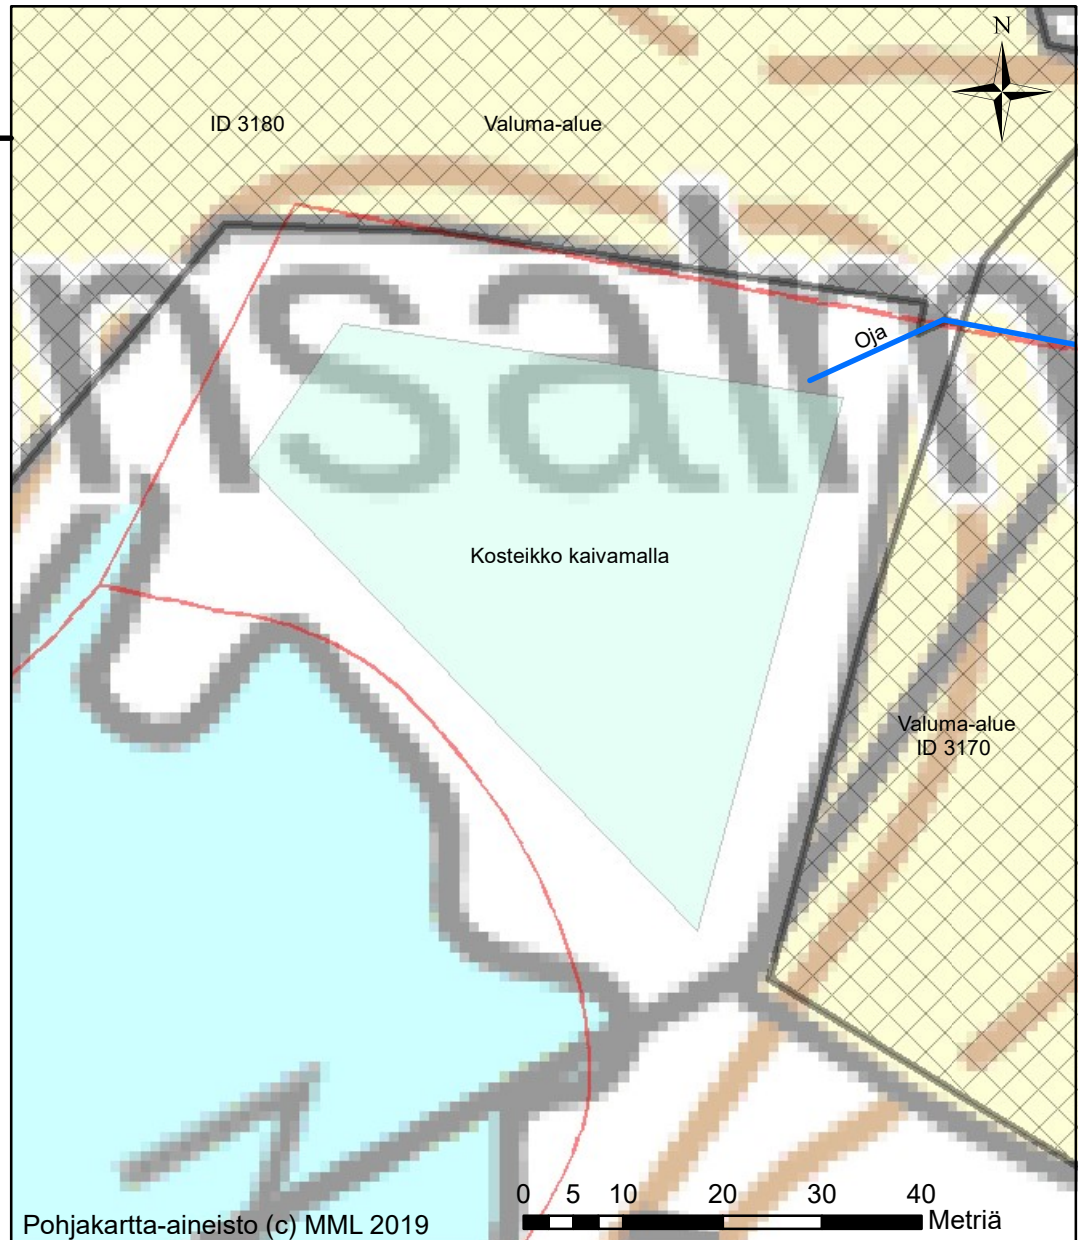 N
ID 3180 Valuma-alue
Oja
Kosteikko kaivamalla
Valuma-alue
ID 3170
0 5 10 20 30 40
Metriä
Pohjakartta-aineisto (c) MML 2019